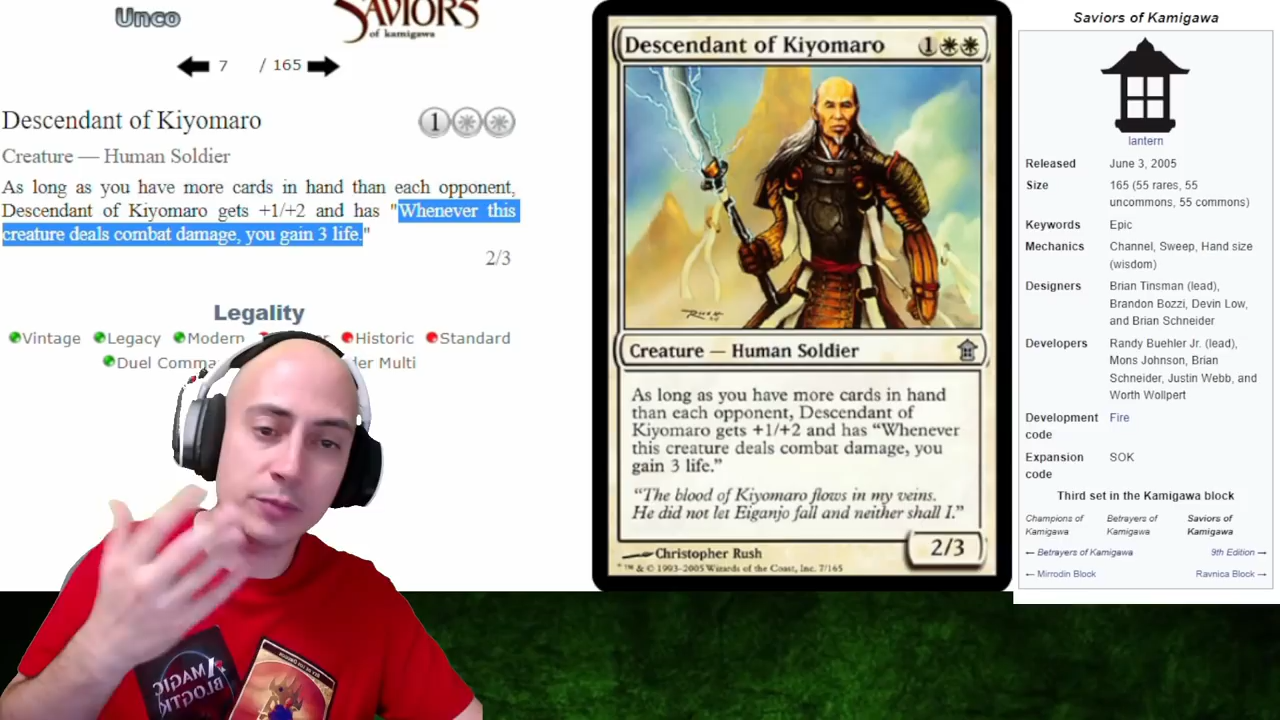 Unco
SAVIORS
of kamigawa
7 / 165
Descendant of Kiyomaro
1
Creature — Human Soldier
As long as you have more cards in hand than each opponent,
Descendant of Kiyomaro gets +1/+2 and has "Whenever this
creature deals combat damage, you gain 3 life."
2/3
Legality
Vintage Legacy Modern Historic Standard
Duel Comma der Multi
MAGIC
BLOGTK
Descendant of Kiyomaro 1
Creature — Human Soldier
As long as you have more cards in hand
than each opponent, Descendant of
Kiyomaro gets +1/+2 and has “Whenever
this creature deals combat damage, you
gain 3 life.”
“The blood of Kiyomaro flows in my veins.
He did not let Eiganjo fall and neither shall I.”
2/3
Christopher Rush
™ & © 1993–2005 Wizards of the Coast, Inc. 7/165
Saviors of Kamigawa
lantern
Released June 3, 2005
Size 165 (55 rares, 55
uncommons, 55 commons)
Keywords Epic
Mechanics Channel, Sweep, Hand size
(wisdom)
Designers Brian Tinsman (lead),
Brandon Bozzi, Devin Low,
and Brian Schneider
Developers Randy Buehler Jr. (lead),
Mons Johnson, Brian
Schneider, Justin Webb, and
Worth Wollpert
Development Fire
code
Expansion SOK
code
Third set in the Kamigawa block
Champions of Betrayers of Saviors of
Kamigawa Kamigawa Kamigawa
← Betrayers of Kamigawa 9th Edition →
← Mirrodin Block Ravnica Block →